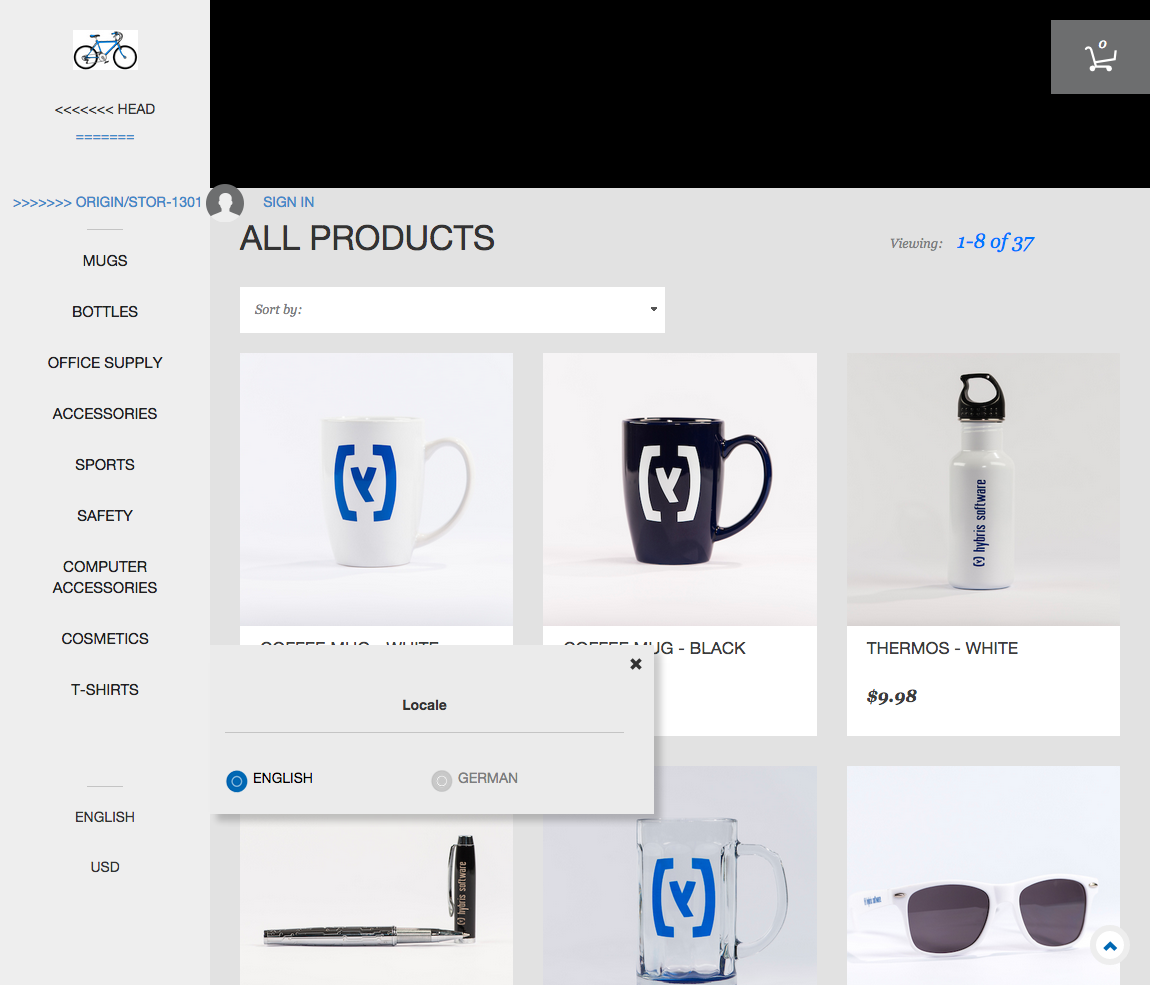 <<<<<<< HEAD
=======
>>>>>>> ORIGIN/STOR-1301
SIGN IN
MUGS
BOTTLES
OFFICE SUPPLY
ACCESSORIES
SPORTS
SAFETY
COMPUTER
ACCESSORIES
COSMETICS
T-SHIRTS
ENGLISH
USD
0
ALL PRODUCTS
Viewing: 1-8 of 37
Sort by:
(Y) hybris software
COFFEE MUG - WHITE
MUG - BLACK
THERMOS - WHITE
$9.98
Locale
ENGLISH
GERMAN
(Y) hybris software